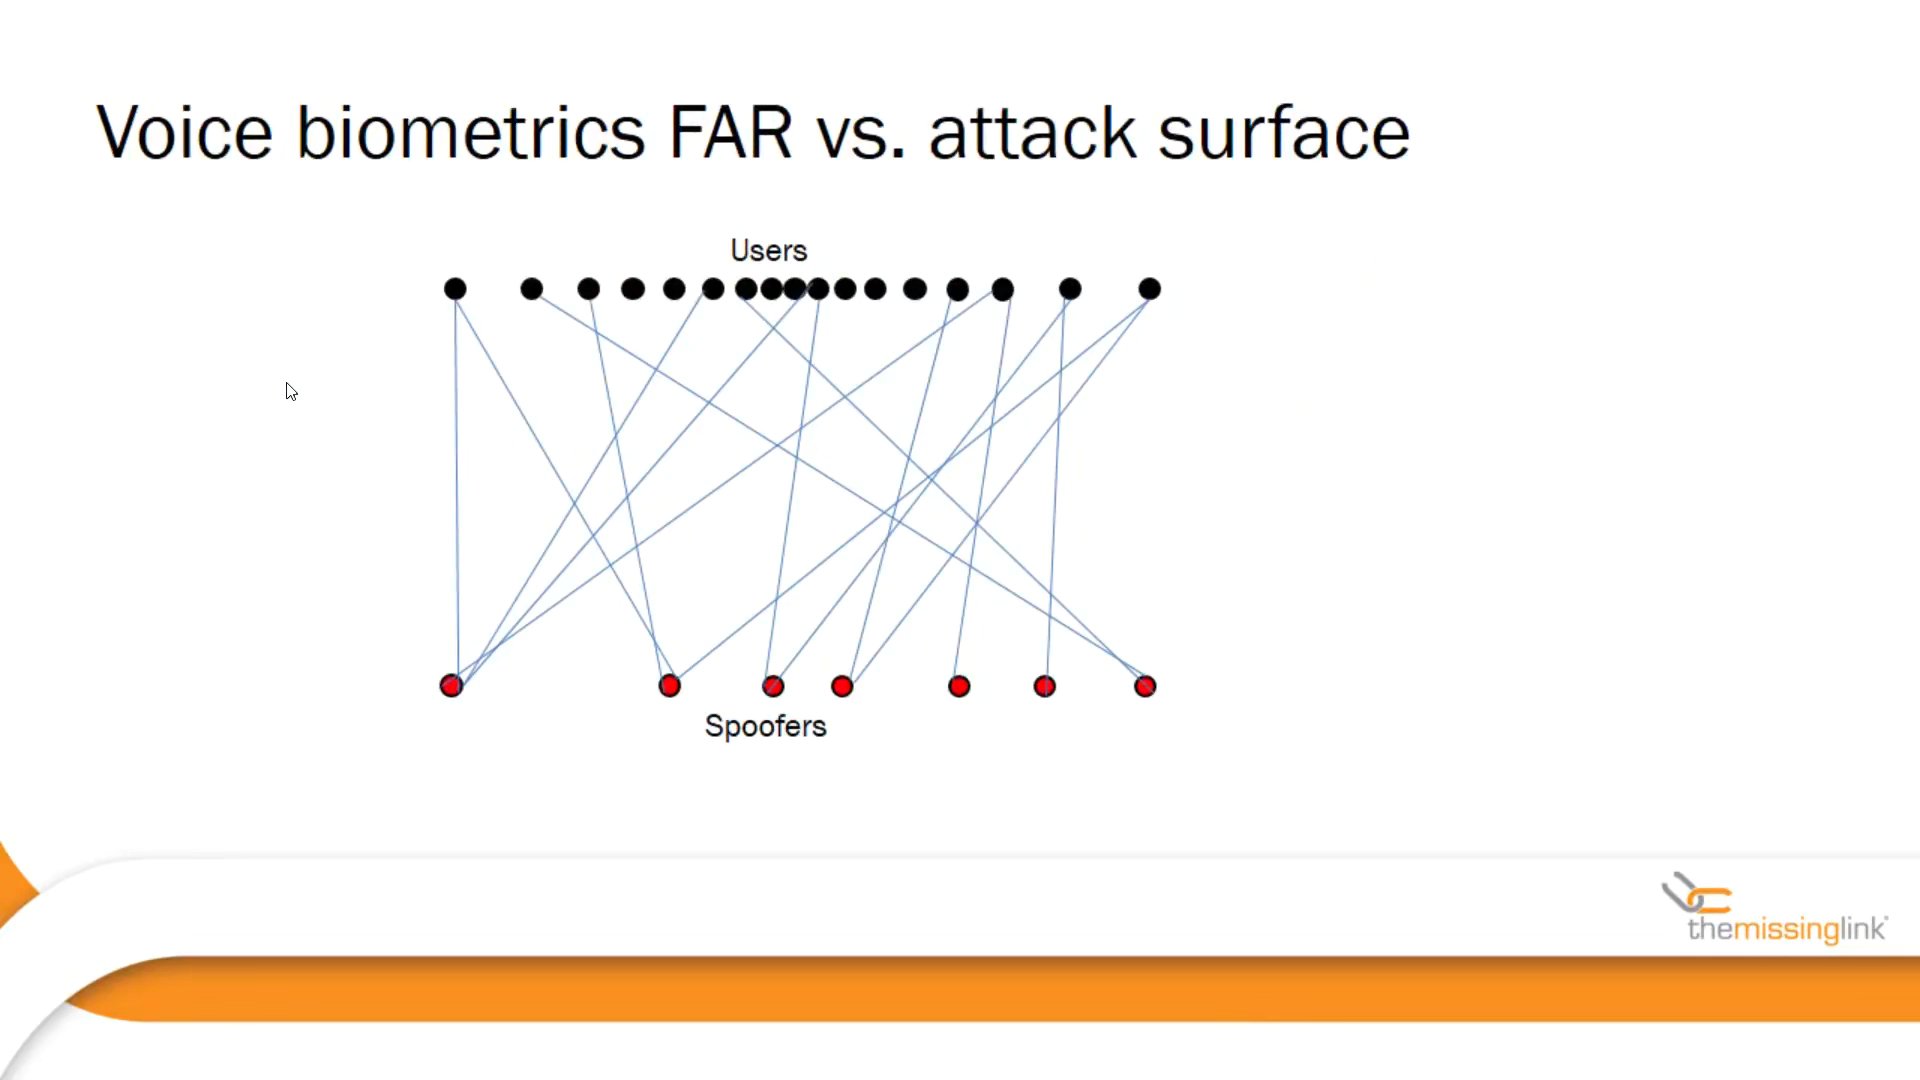 Voice biometrics FAR vs. attack surface
Users
Spoofers
themissinglink®